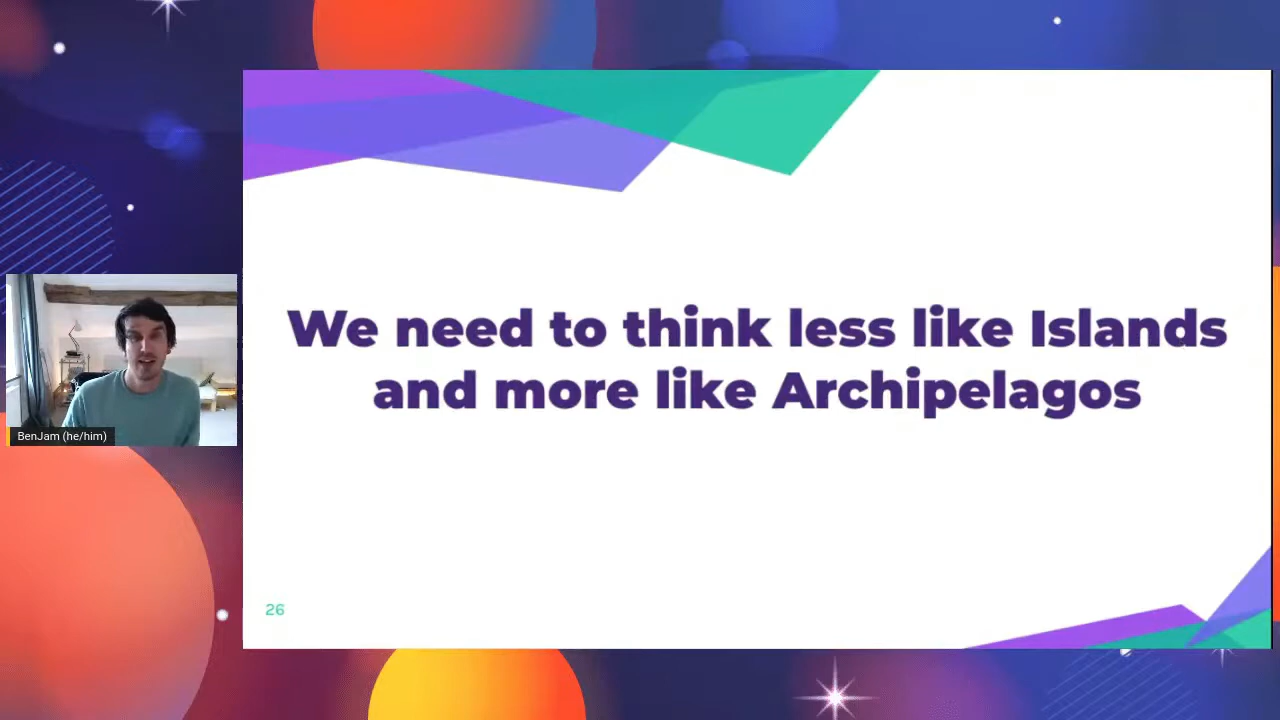 We need to think less like Islands
and more like Archipelagos
BenJam (he/him)
26